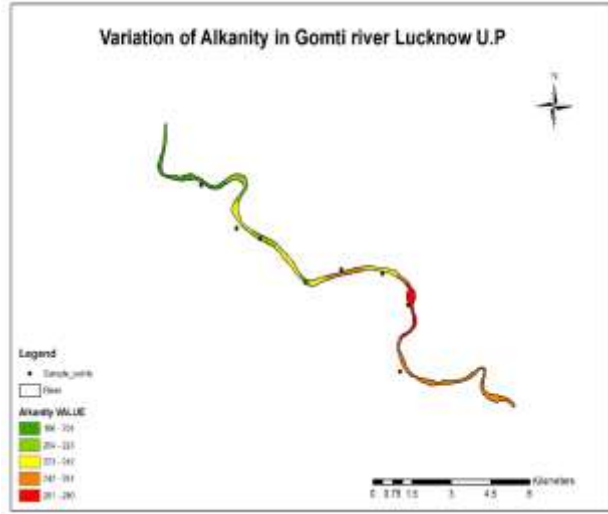 Variation of Alkanity in Gomti river Lucknow U.P
N
Legend
Sample_points
River
Alkanity VALUE
Kilometers
0 0.75 1.5 3 4.5 6